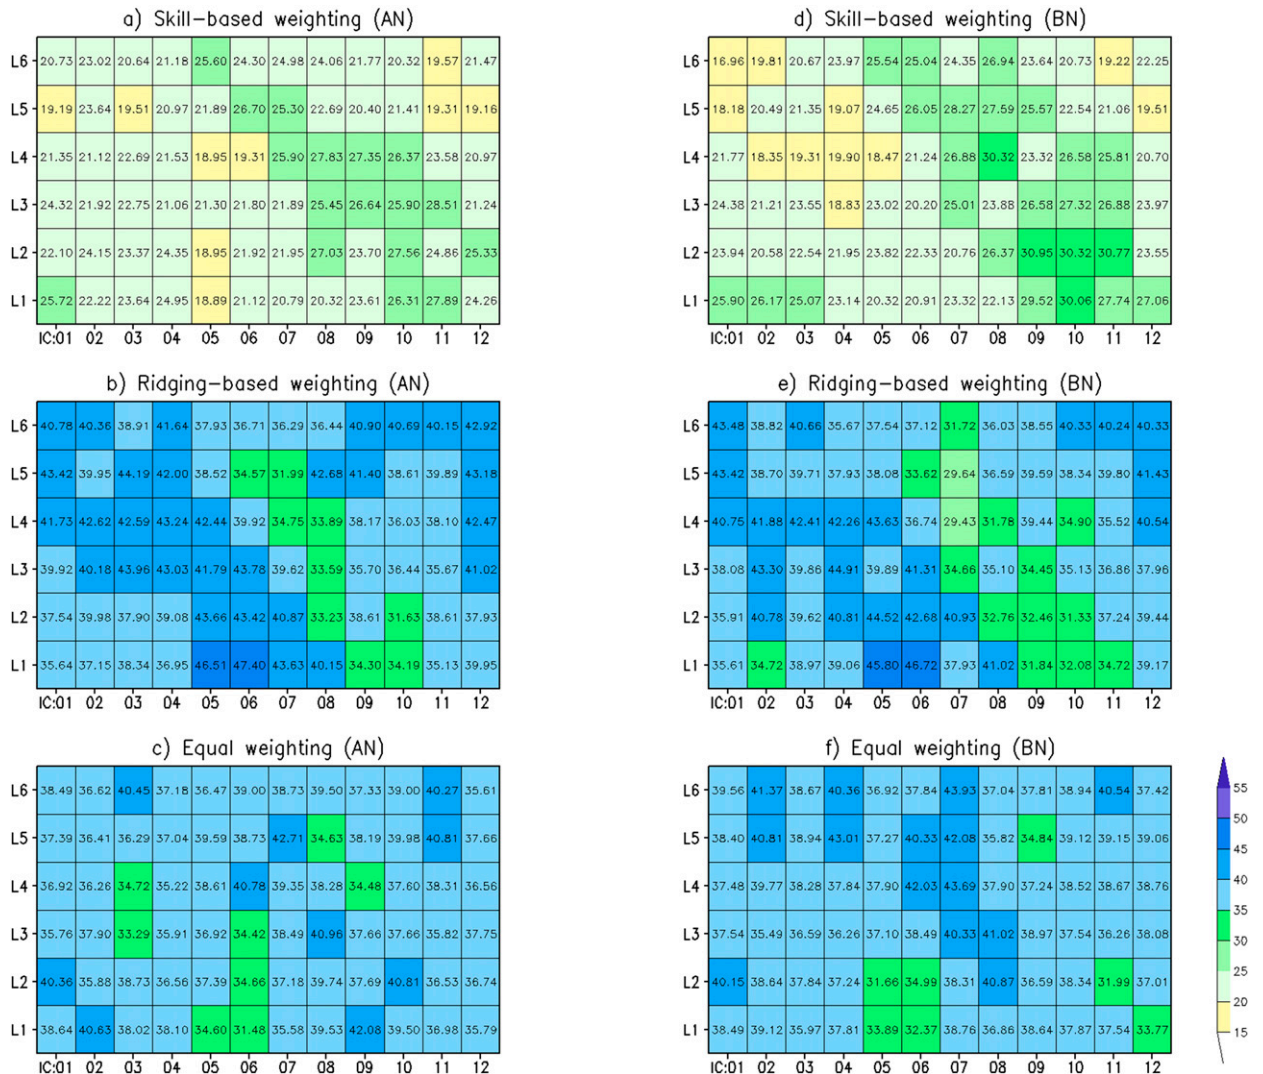 a) Skill-based weighting (AN)
L6 20.73 23.02 20.64 21.18 25.60 24.30 24.98 24.06 21.77 20.32 19.57 21.47
L5 19.19 23.64 19.51 20.97 21.89 26.70 25.30 22.69 20.40 21.41 19.31 19.16
L4 21.35 21.12 22.69 21.53 18.95 19.31 25.90 27.83 27.35 26.37 23.58 20.97
L3 24.32 21.92 22.75 21.06 21.30 21.80 21.89 25.45 26.64 25.90 28.51 21.24
L2 22.10 24.15 23.37 24.35 18.95 21.92 21.95 27.03 23.70 27.56 24.86 25.33
L1 25.72 22.22 23.64 24.95 18.89 21.12 20.79 20.32 23.61 26.31 27.89 24.26
IC:01 02 03 04 05 06 07 08 09 10 11 12
d) Skill-based weighting (BN)
L6 16.96 19.81 20.67 23.97 25.54 25.04 24.35 26.94 23.64 20.73 19.22 22.25
L5 18.18 20.49 21.35 19.07 24.65 26.05 28.27 27.59 25.57 22.54 21.06 19.51
L4 21.77 18.35 19.31 19.90 18.47 21.24 26.88 30.32 23.32 26.58 25.81 20.70
L3 24.38 21.21 23.55 18.83 23.02 20.20 25.01 23.88 26.58 27.32 26.88 23.97
L2 23.94 20.58 22.54 21.95 23.82 22.33 20.76 26.37 30.95 30.32 30.77 23.55
L1 25.90 26.17 25.07 23.14 20.32 20.91 23.32 22.13 29.52 30.06 27.74 27.06
IC:01 02 03 04 05 06 07 08 09 10 11 12
b) Ridging-based weighting (AN)
L6 40.78 40.36 38.91 41.64 37.93 36.71 36.29 36.44 40.90 40.69 40.15 42.92
L5 43.42 39.95 44.19 42.00 38.52 34.57 31.99 42.68 41.40 38.61 39.89 43.18
L4 41.73 42.62 42.59 43.24 42.44 39.92 34.75 33.89 38.17 36.03 38.10 42.47
L3 39.92 40.18 43.96 43.03 41.79 43.78 39.62 33.59 35.70 36.44 35.67 41.02
L2 37.54 39.98 37.90 39.08 43.66 43.42 40.87 33.23 38.61 31.63 38.61 37.93
L1 35.64 37.15 38.34 36.95 46.51 47.40 43.63 40.15 34.30 34.19 35.13 39.95
IC:01 02 03 04 05 06 07 08 09 10 11 12
e) Ridging-based weighting (BN)
L6 43.48 38.82 40.66 35.67 37.54 37.12 31.72 36.03 38.55 40.33 40.24 40.33
L5 43.42 38.70 39.71 37.93 38.08 33.62 29.64 36.59 39.59 38.34 39.80 41.43
L4 40.75 41.88 42.41 42.26 43.63 36.74 29.43 31.78 39.44 34.90 35.52 40.54
L3 38.08 43.30 39.86 44.91 39.89 41.31 34.66 35.10 34.45 35.13 36.86 37.96
L2 35.91 40.78 39.62 40.81 44.52 42.68 40.93 32.76 32.46 31.33 37.24 39.44
L1 35.61 34.72 38.97 39.06 45.80 46.72 37.93 41.02 31.84 32.08 34.72 39.17
IC:01 02 03 04 05 06 07 08 09 10 11 12
c) Equal weighting (AN)
L6 38.49 36.62 40.45 37.18 36.47 39.00 38.73 39.50 37.33 39.00 40.27 35.61
L5 37.39 36.41 36.29 37.04 39.59 38.73 42.71 34.63 38.19 39.98 40.81 37.66
L4 36.92 36.26 34.72 35.22 38.61 40.78 39.35 38.28 34.48 37.60 38.31 36.56
L3 35.76 37.90 33.29 35.91 36.92 34.42 38.49 40.96 37.66 37.66 35.82 37.75
L2 40.36 35.88 38.73 36.56 37.39 34.66 37.18 39.74 37.69 40.81 36.53 36.74
L1 38.64 40.63 38.02 38.10 34.60 31.48 35.58 39.53 42.08 39.50 36.98 35.79
IC:01 02 03 04 05 06 07 08 09 10 11 12
f) Equal weighting (BN)
L6 39.56 41.37 38.67 40.36 36.92 37.84 43.93 37.04 37.81 38.94 40.54 37.42
L5 38.40 40.81 38.94 43.01 37.27 40.33 42.08 35.82 34.84 39.12 39.15 39.06
L4 37.48 39.77 38.28 37.84 37.90 42.03 43.69 37.90 37.24 38.52 38.67 38.76
L3 37.54 35.49 36.59 36.26 37.10 38.49 40.33 41.02 38.97 37.54 36.26 38.08
L2 40.15 38.64 37.84 37.24 31.66 34.99 38.31 40.87 36.59 38.34 31.99 37.01
L1 38.49 39.12 35.97 37.81 33.89 32.37 38.76 36.86 38.64 37.87 37.54 33.77
IC:01 02 03 04 05 06 07 08 09 10 11 12
55
50
45
40
35
30
25
20
15